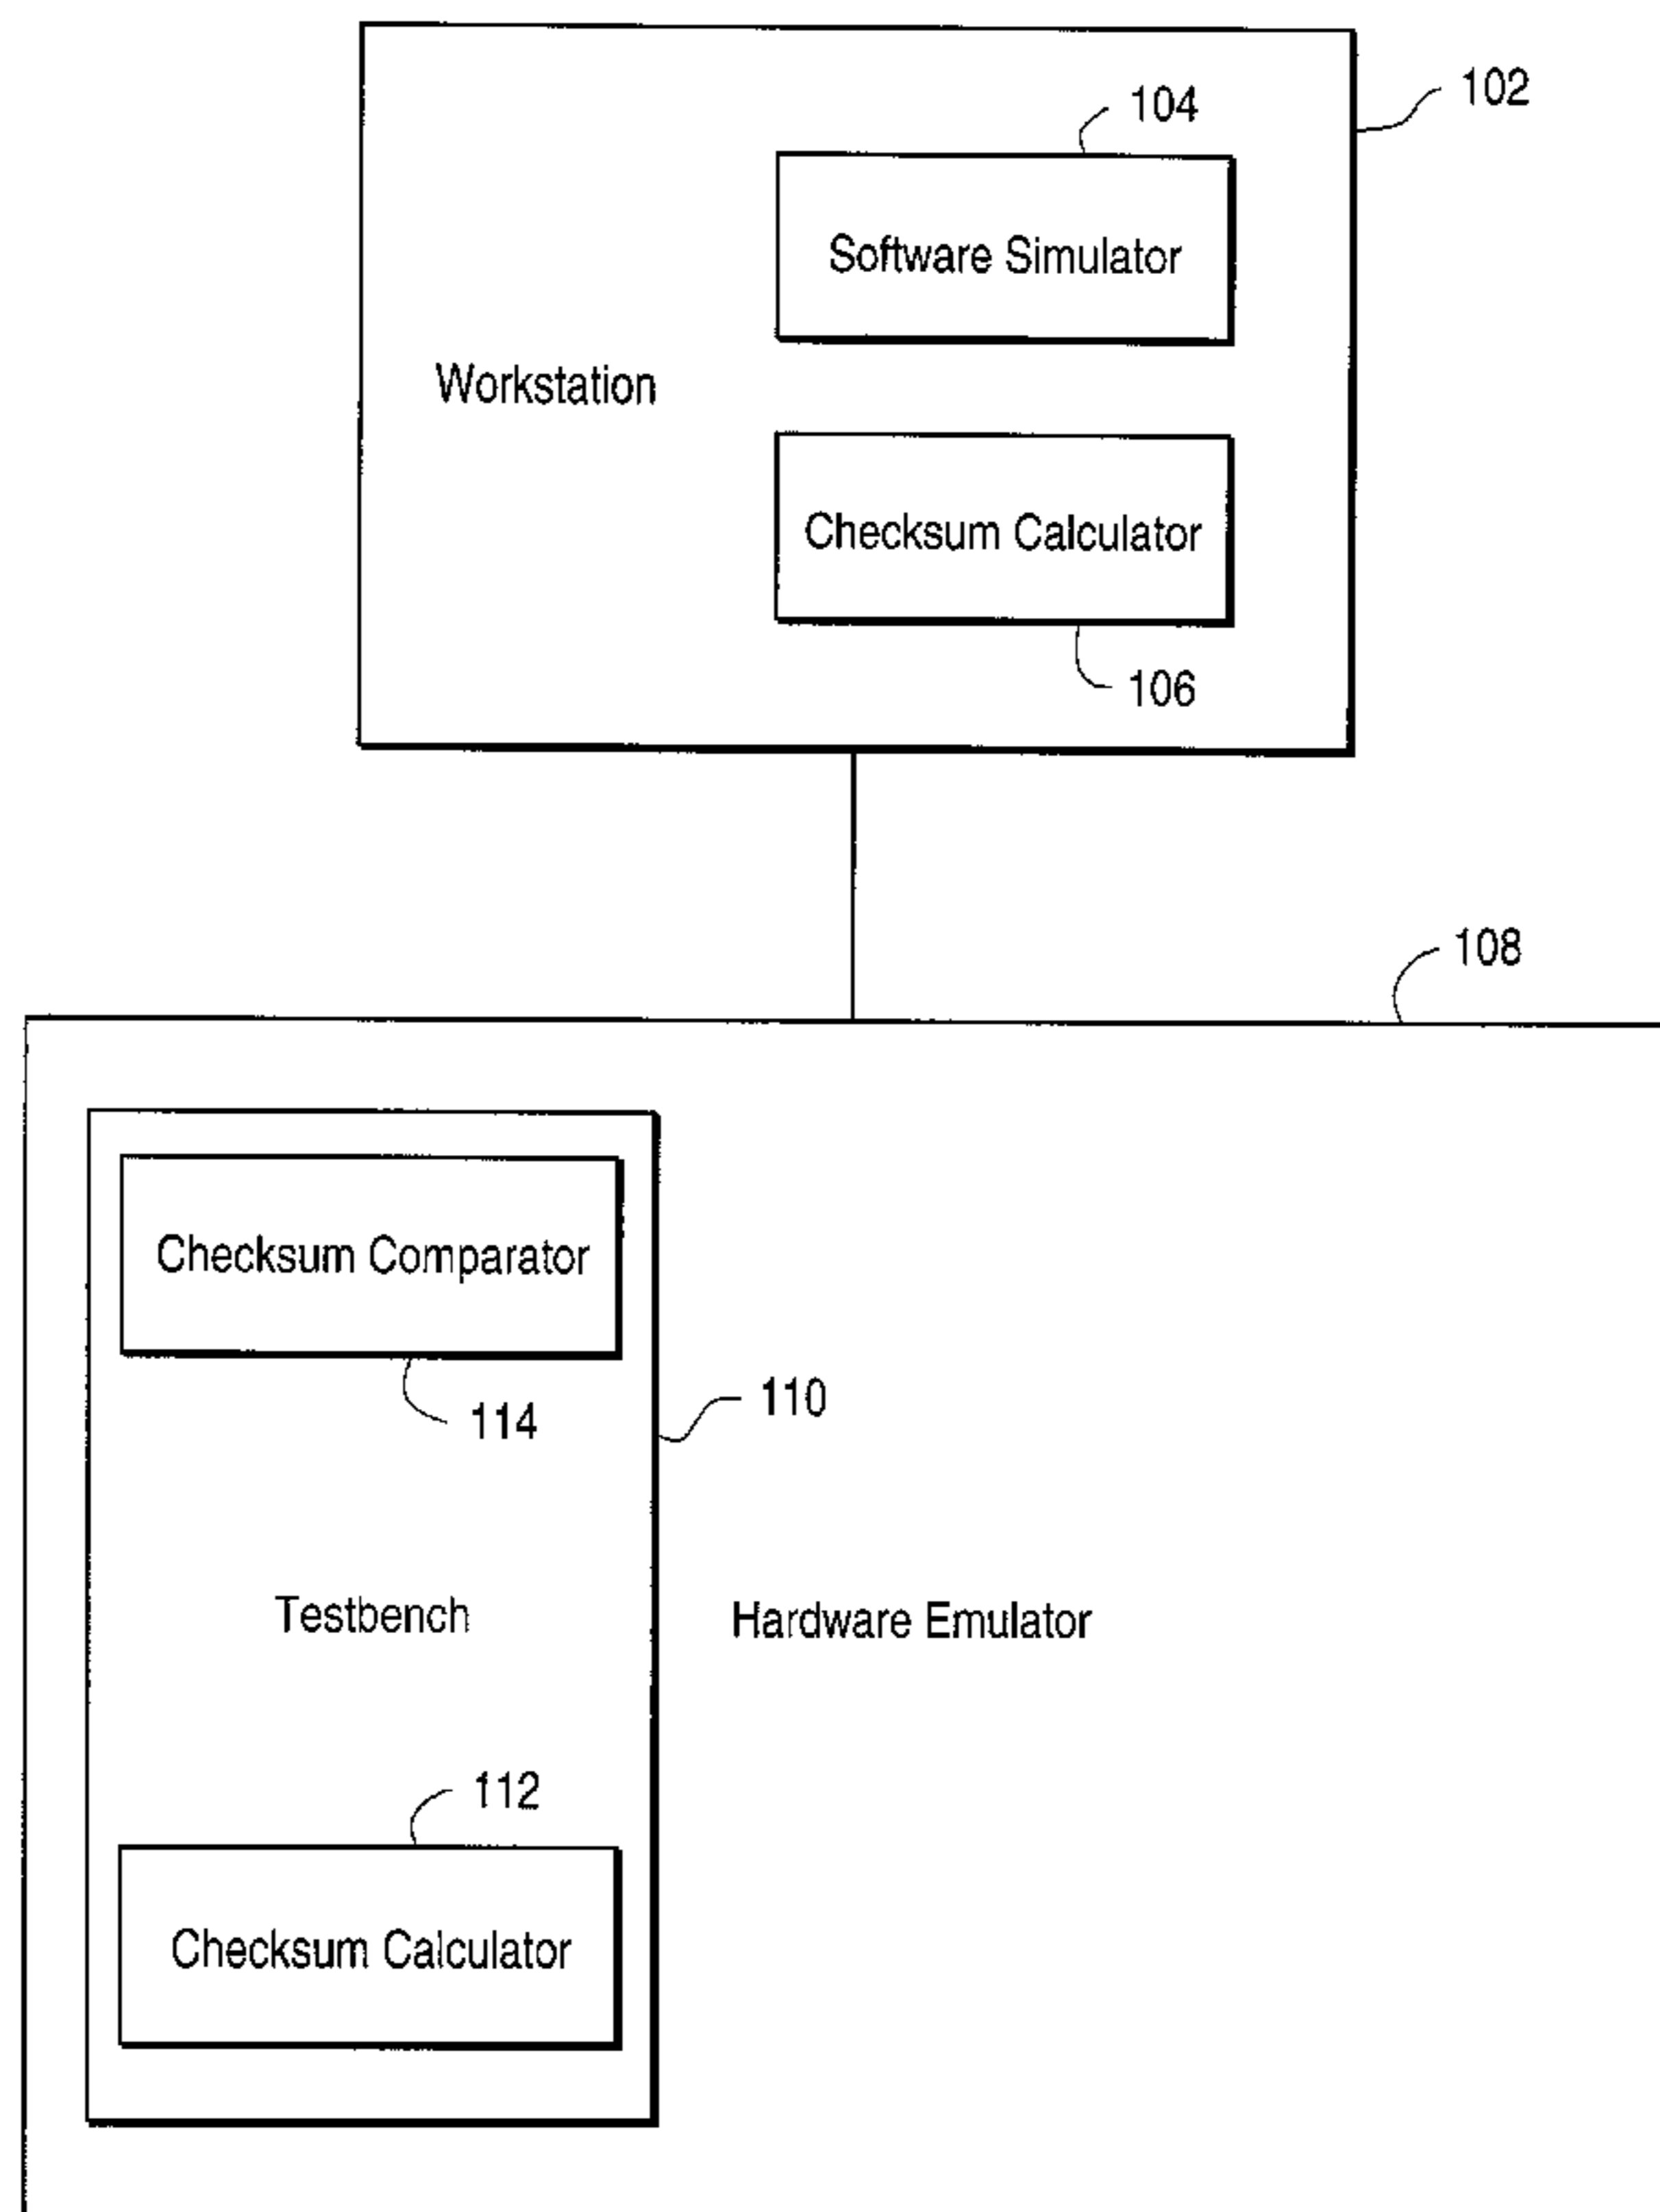 102
104
Software Simulator
Workstation
Checksum Calculator
106
108
Checksum Comparator
114
110
Testbench
Hardware Emulator
112
Checksum Calculator